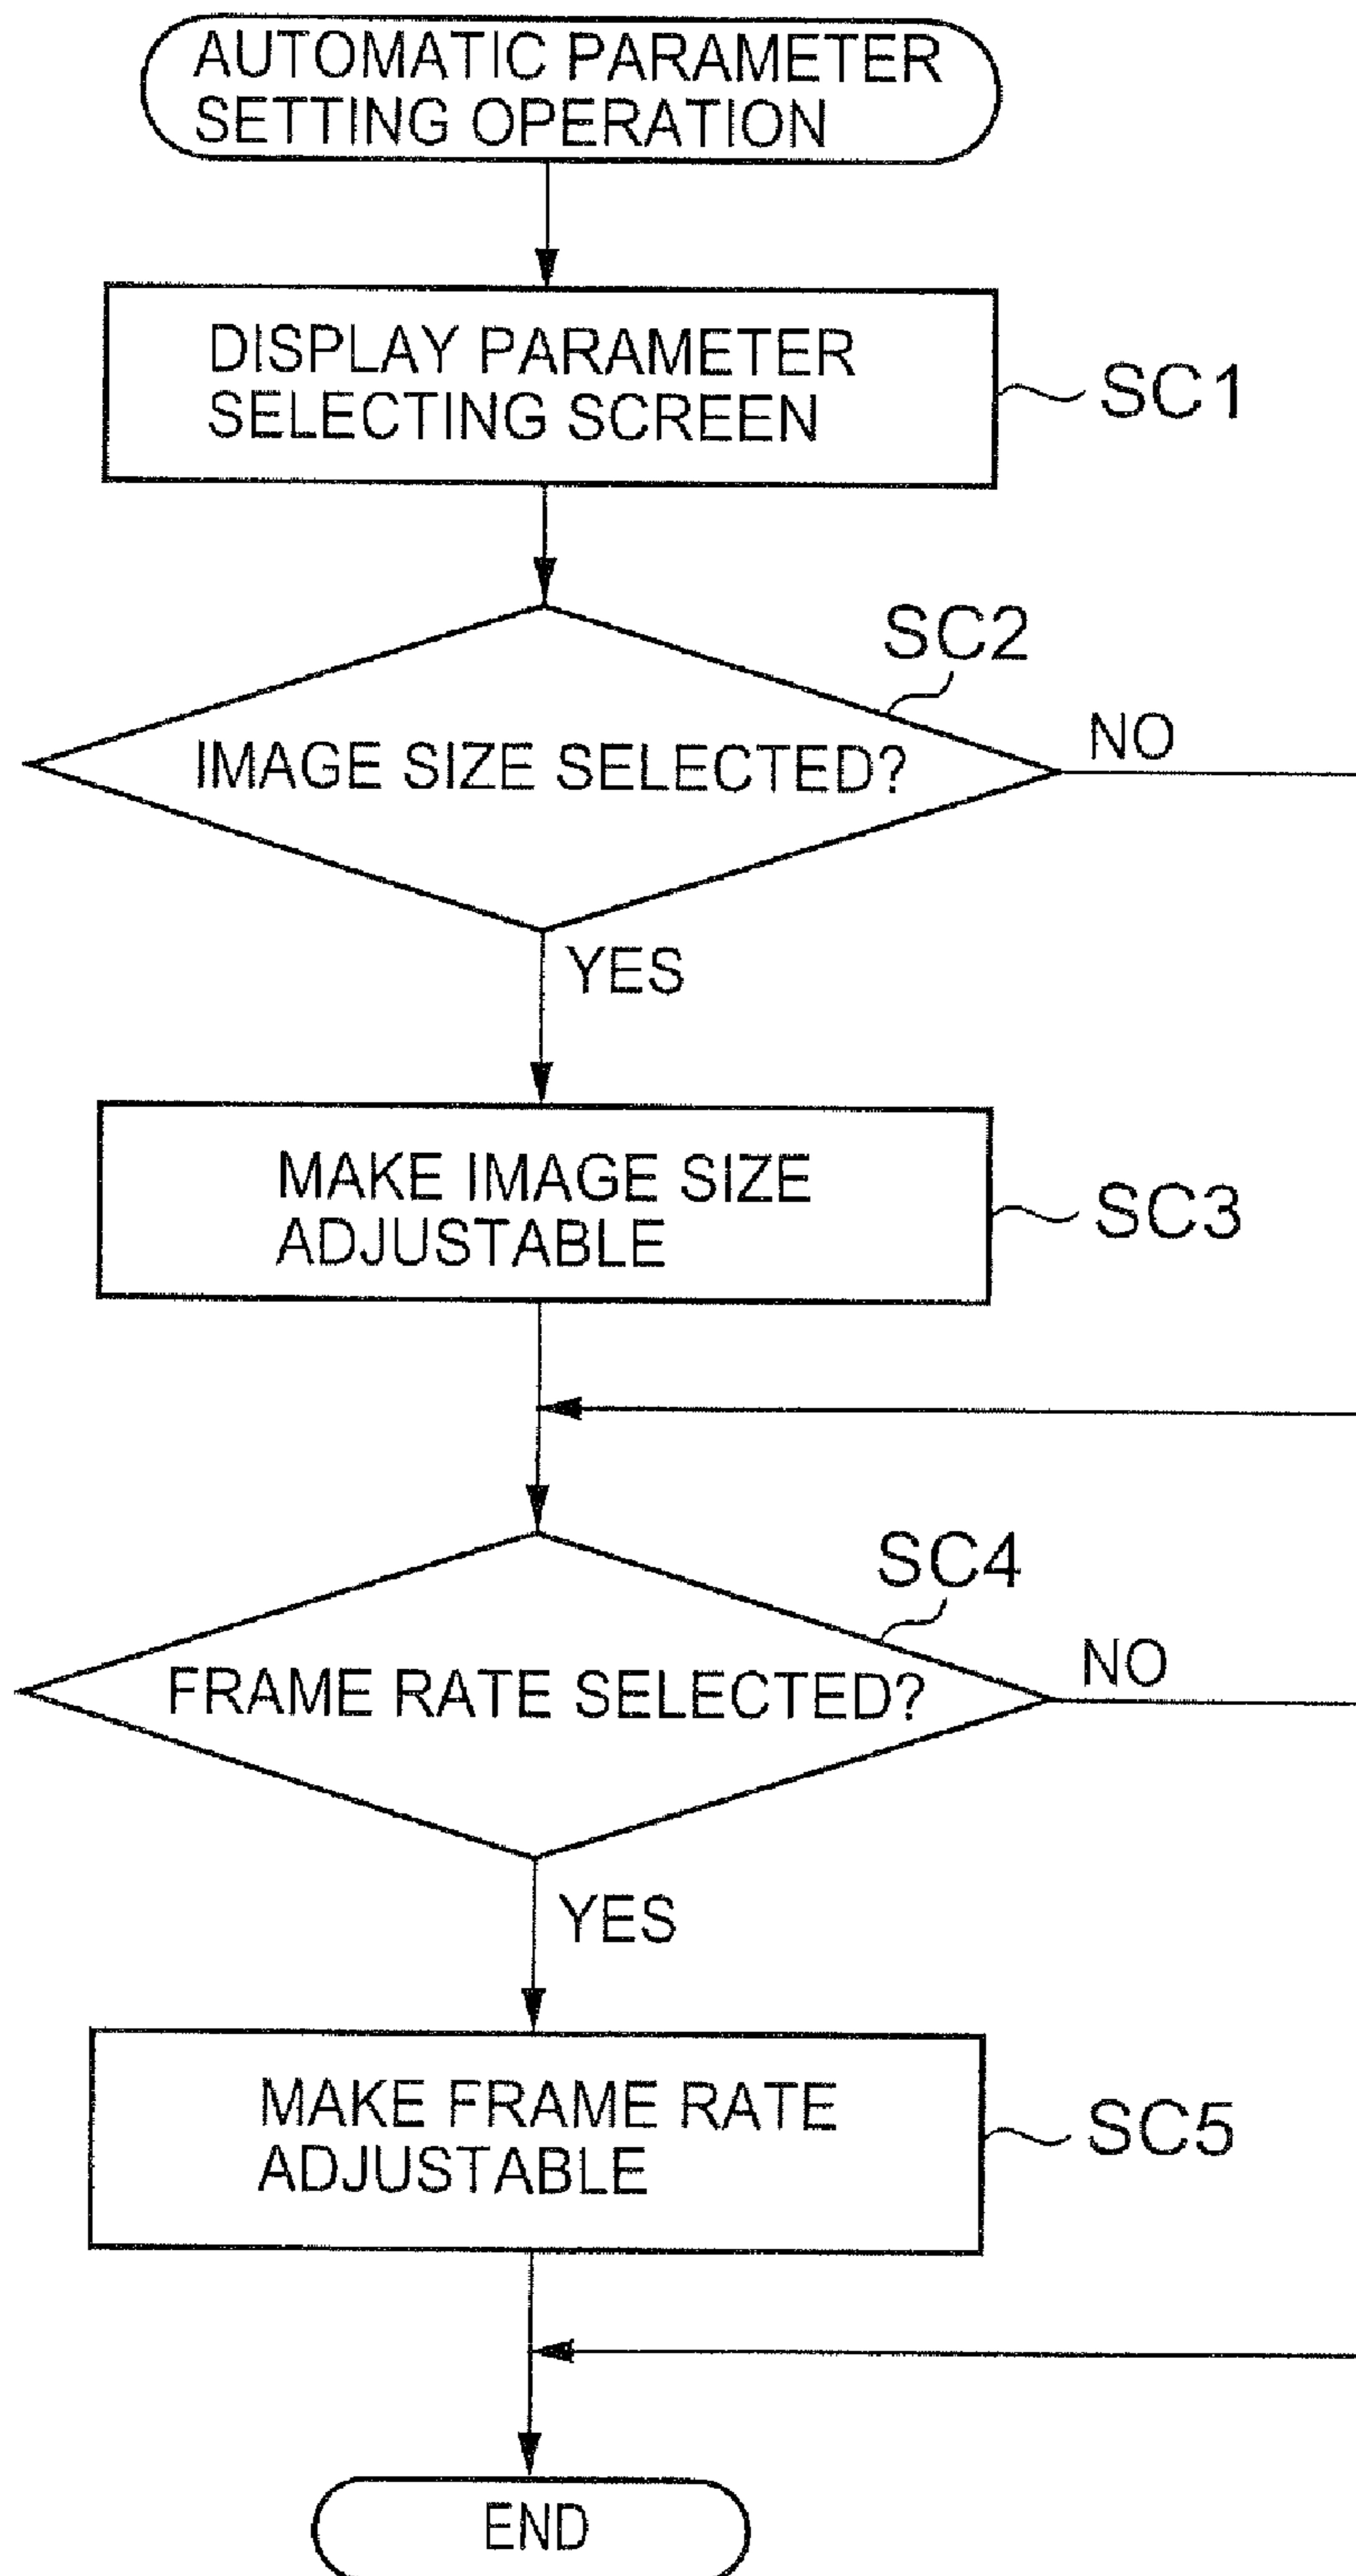 AUTOMATIC PARAMETER
SETTING OPERATION
DISPLAY PARAMETER
SELECTING SCREEN
SC1
SC2
IMAGE SIZE SELECTED?
NO
YES
MAKE IMAGE SIZE
ADJUSTABLE
SC3
SC4
FRAME RATE SELECTED?
NO
YES
MAKE FRAME RATE
ADJUSTABLE
SC5
END